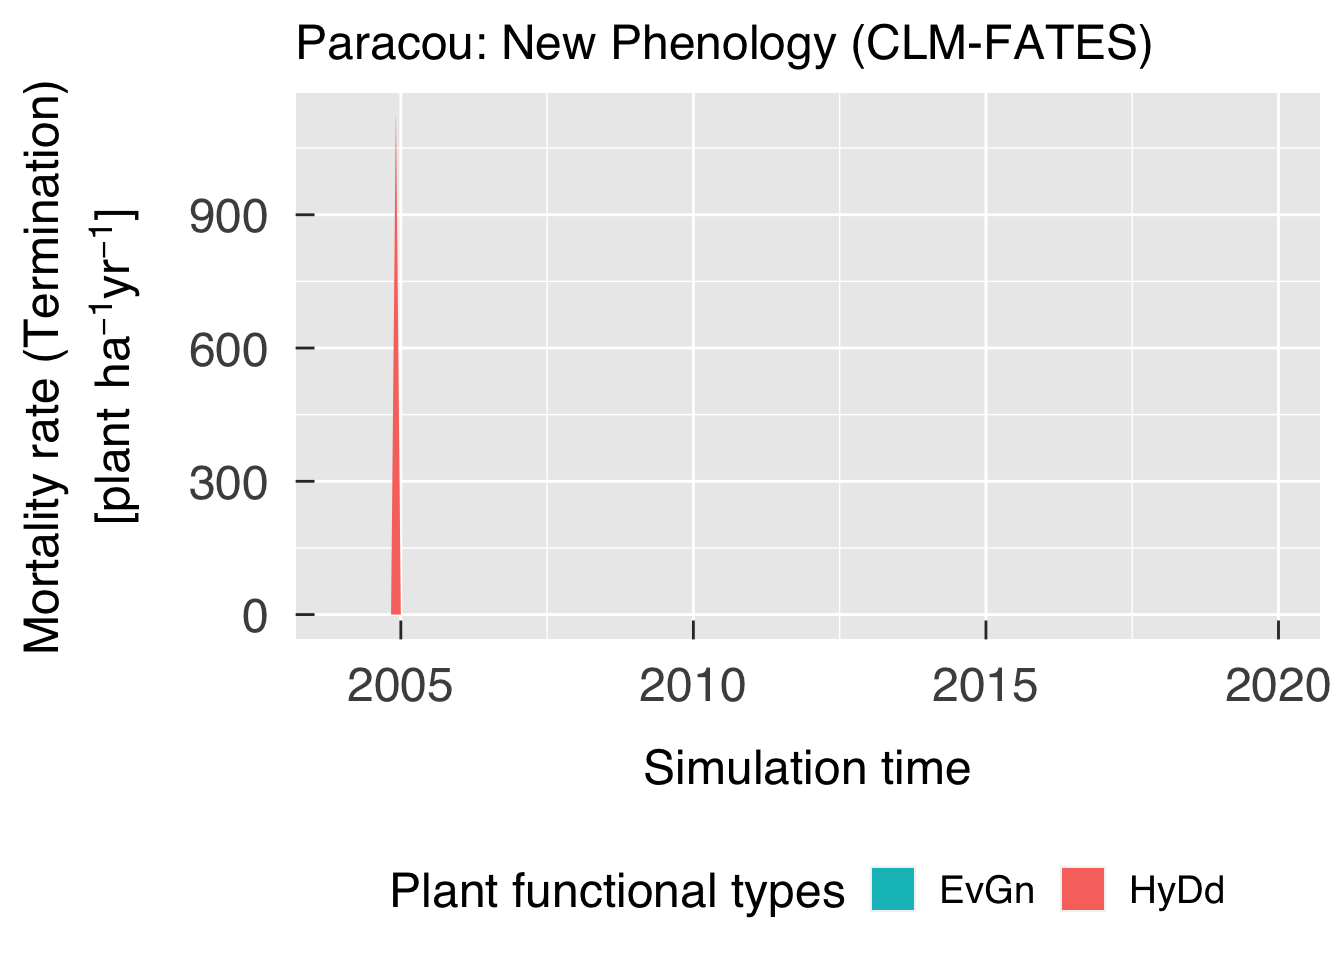 Paracou: New Phenology (CLM-FATES)
Mortality rate (Termination)
[plant ha⁻¹yr⁻¹]
900
600
300
0
2005 2010 2015 2020
Simulation time
Plant functional types EvGn HyDd